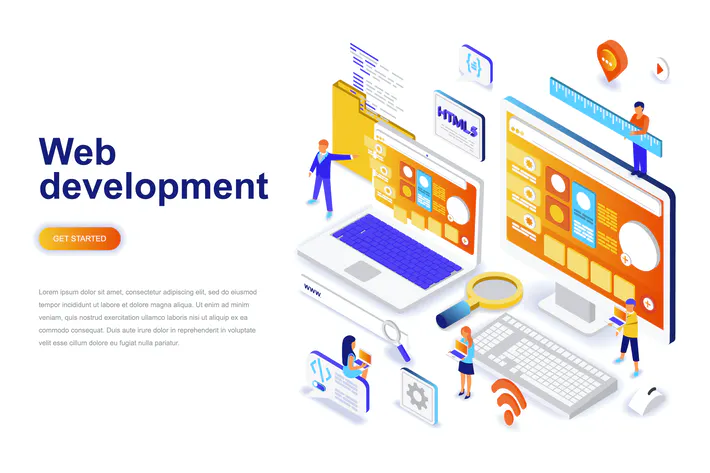 Web
development
GET STARTED
Lorem ipsum dolor sit amet, consectetur adipiscing elit, sed do eiusmod
tempor incididunt ut labore et dolore magna aliqua. Ut enim ad minim
veniam, quis nostrud exercitation ullamco laboris nisi ut aliquip ex ea
commodo consequat. Duis aute irure dolor in reprehenderit in voluptate
velit esse cillum dolore eu fugiat nulla pariatur.
HTML5
www